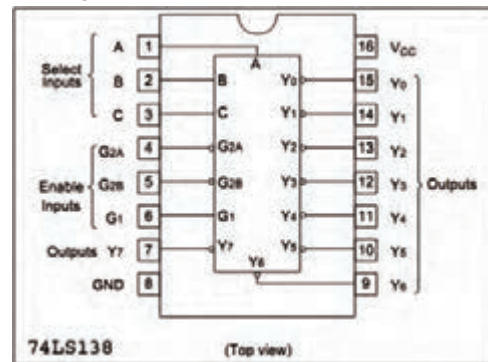 A 1 16 VCC
A
Select Inputs
B 2 B Y0 15 Y0
C 3 C Y1 14 Y1
G2A 4 G2A Y2 13 Y2
Enable Inputs
G2B 5 G2B Y3 12 Y3 Outputs
G1 6 G1 Y4 11 Y4
Outputs Y7 7 Y7 Y5 10 Y5
Y6
GND 8 9 Y6
74LS138 (Top view)